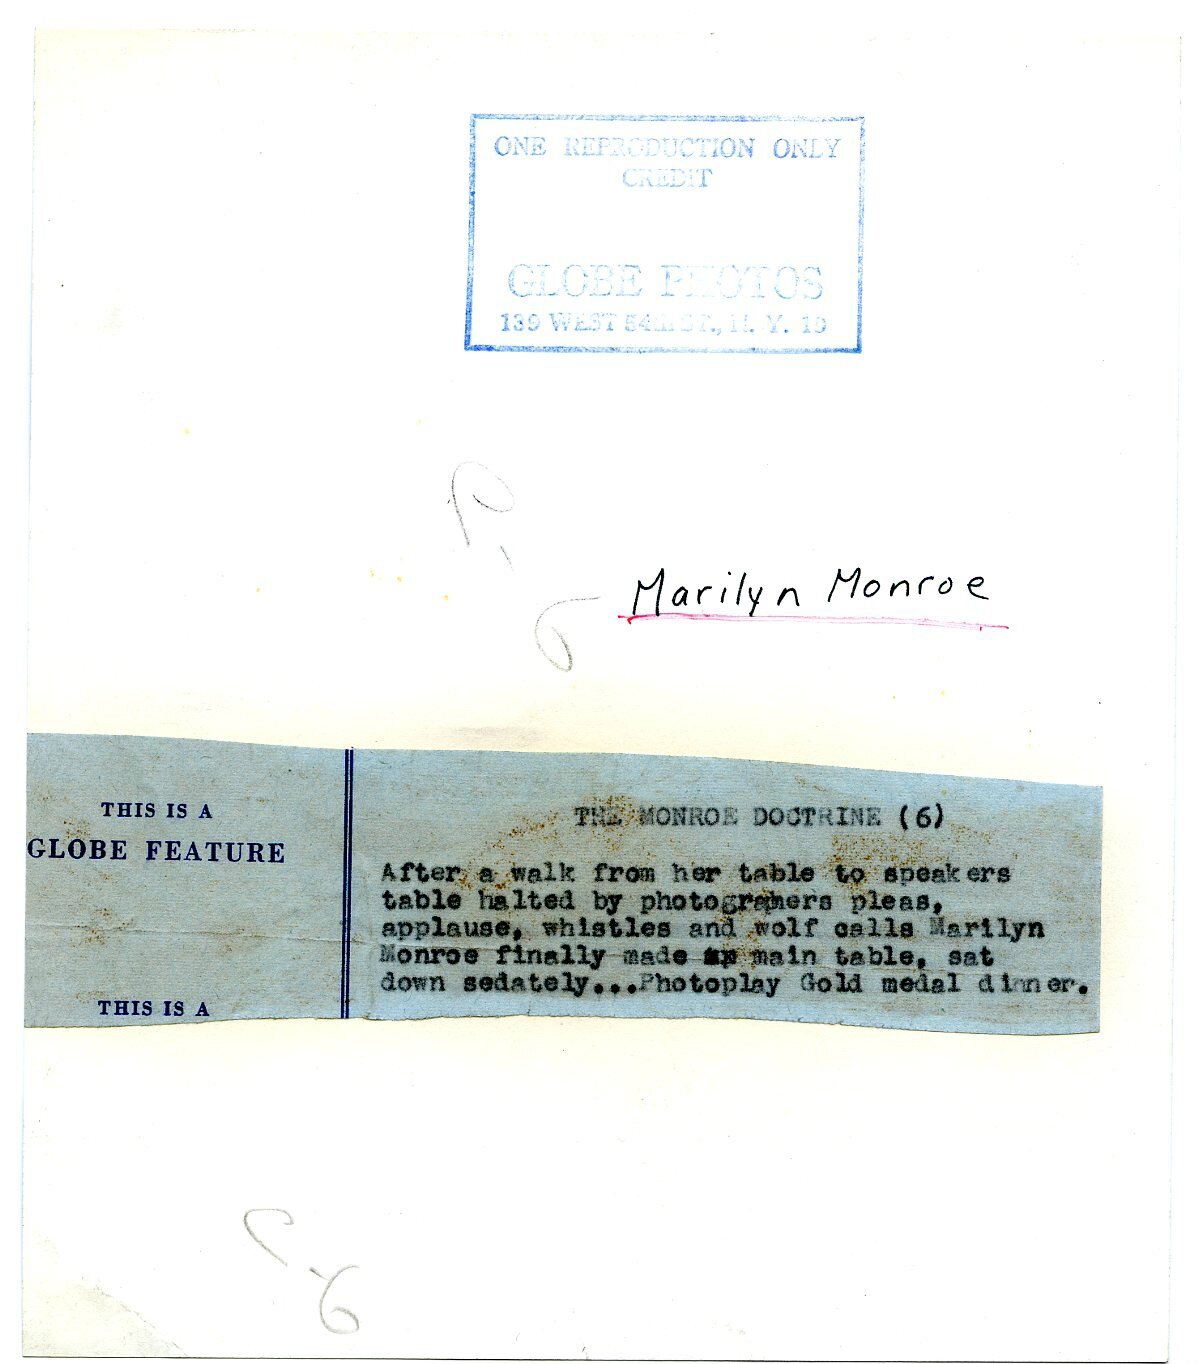 ONE REPRODUCTION ONLY
CREDIT
GLOBE PHOTOS
139 WEST 54th ST., N. Y. 19
Marilyn Monroe
THIS IS A
GLOBE FEATURE
THIS IS A
THE MONROE DOCTRINE (6)
After a walk from her table to speakers
table halted by photograhers pleas,
applause, whistles and wolf calls Marilyn
Monroe finally made main table, sat
down sedately...Photoplay Gold medal dinner.